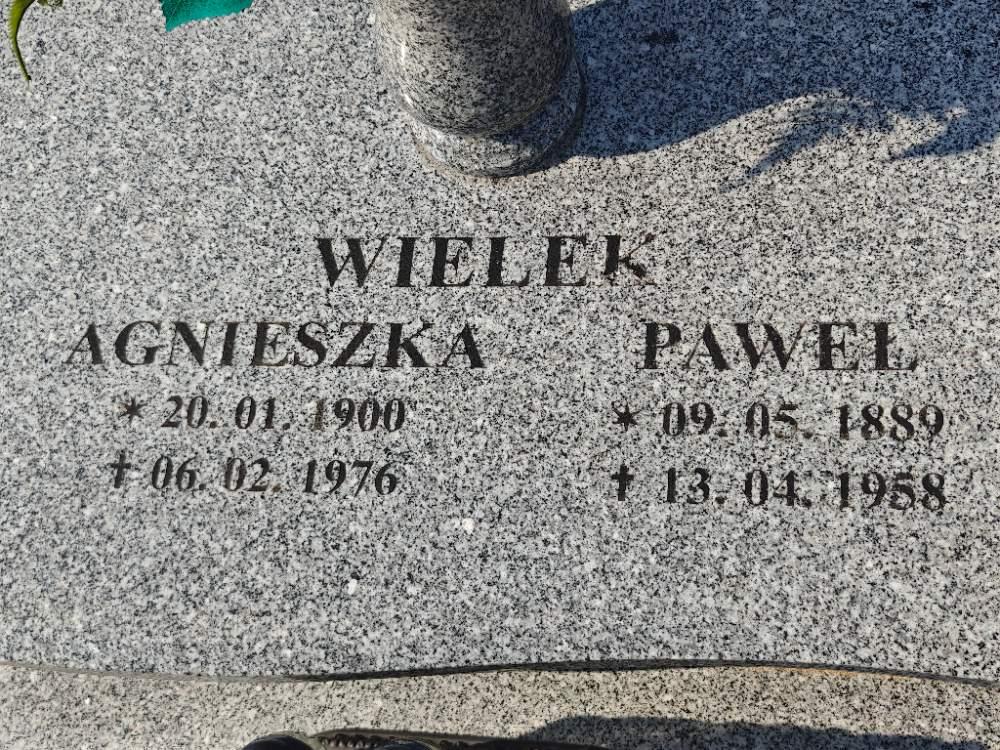 WIELEK
AGNIESZKA PAWEŁ
* 20. 01. 1900 * 09. 05. 1889
† 06. 02. 1976 † 13. 04. 1958